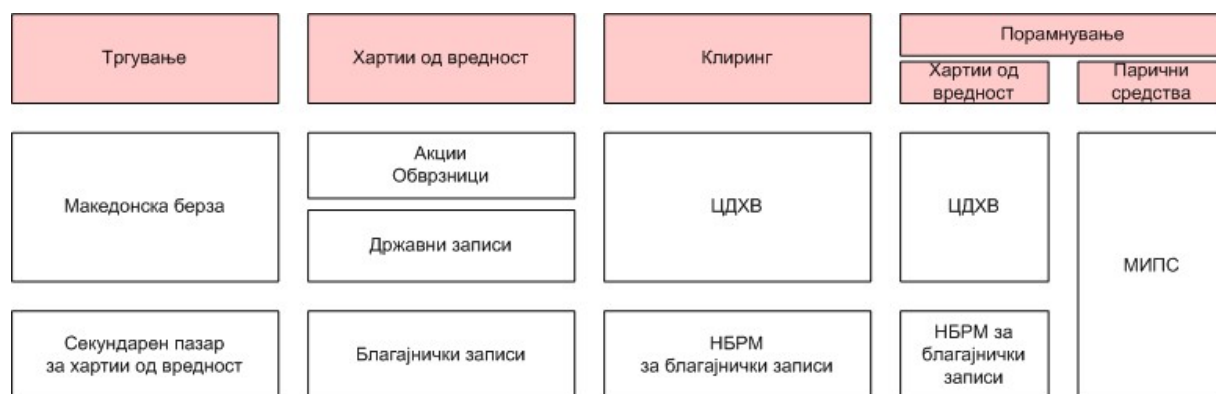 Тргување
Хартии од вредност
Клиринг
Порамнување
Хартии од
вредност
Парични
средства
Македонска берза
Акции
Обврзници
Државни записи
ЦДХВ
ЦДХВ
МИПС
Секундарен пазар
за хартии од вредност
Благајнички записи
НБРМ
за благајнички записи
НБРМ за
благајнички
записи